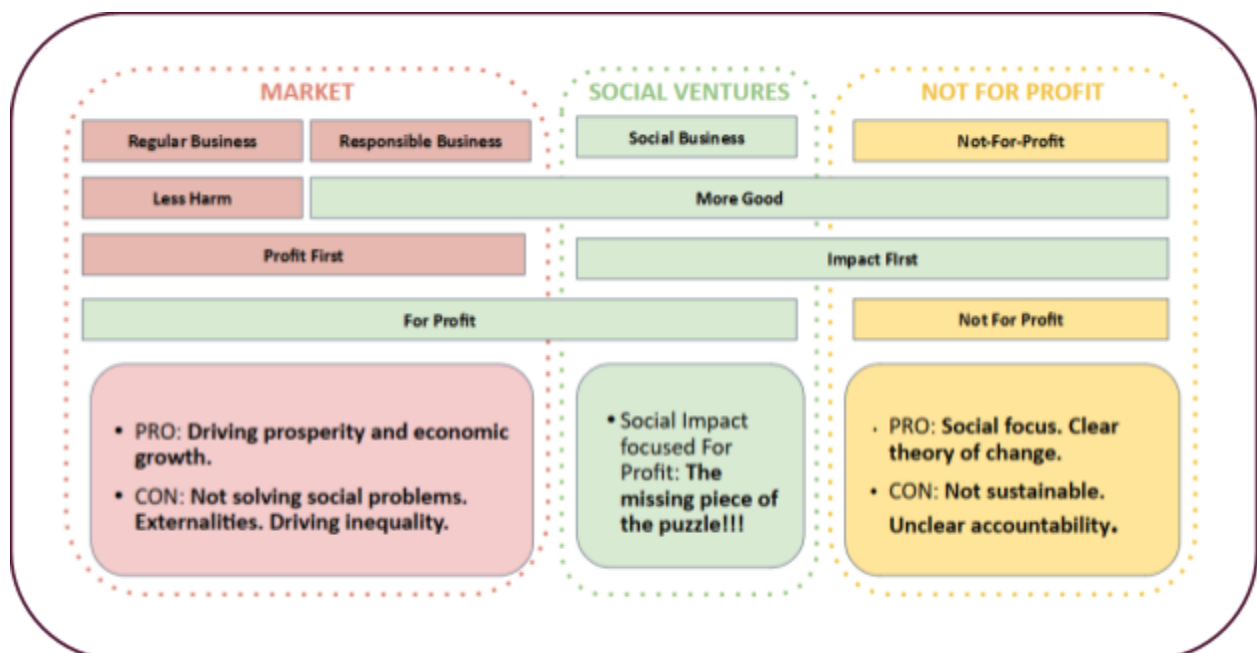 MARKET
SOCIAL VENTURES
NOT FOR PROFIT
Regular Business
Responsible Business
Social Business
Not-For-Profit
Less Harm
More Good
Profit First
Impact First
For Profit
Not For Profit
• PRO: Driving prosperity and economic
growth.
• CON: Not solving social problems.
Externalities. Driving inequality.
• Social Impact
focused For
Profit: The
missing piece of
the puzzle!!!
• PRO: Social focus. Clear
theory of change.
• CON: Not sustainable.
Unclear accountability.